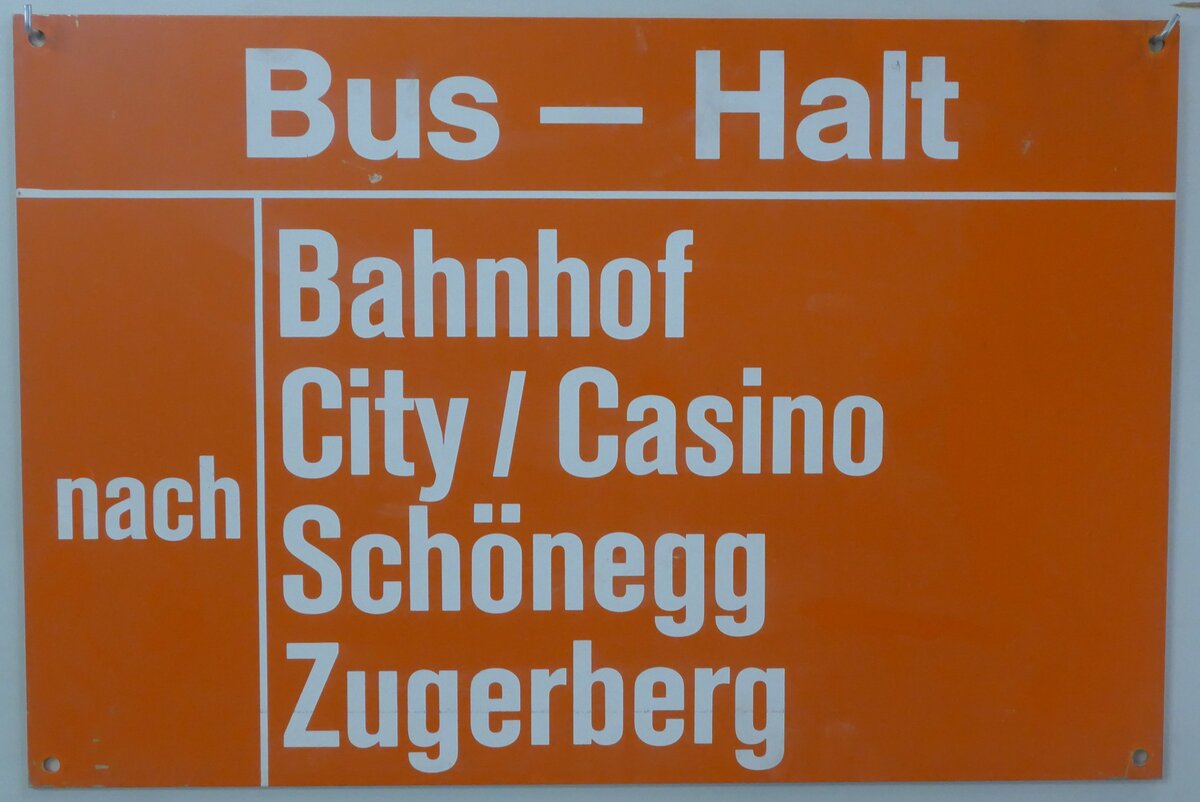 Bus – Halt
nach
Bahnhof
City / Casino
Schönegg
Zugerberg